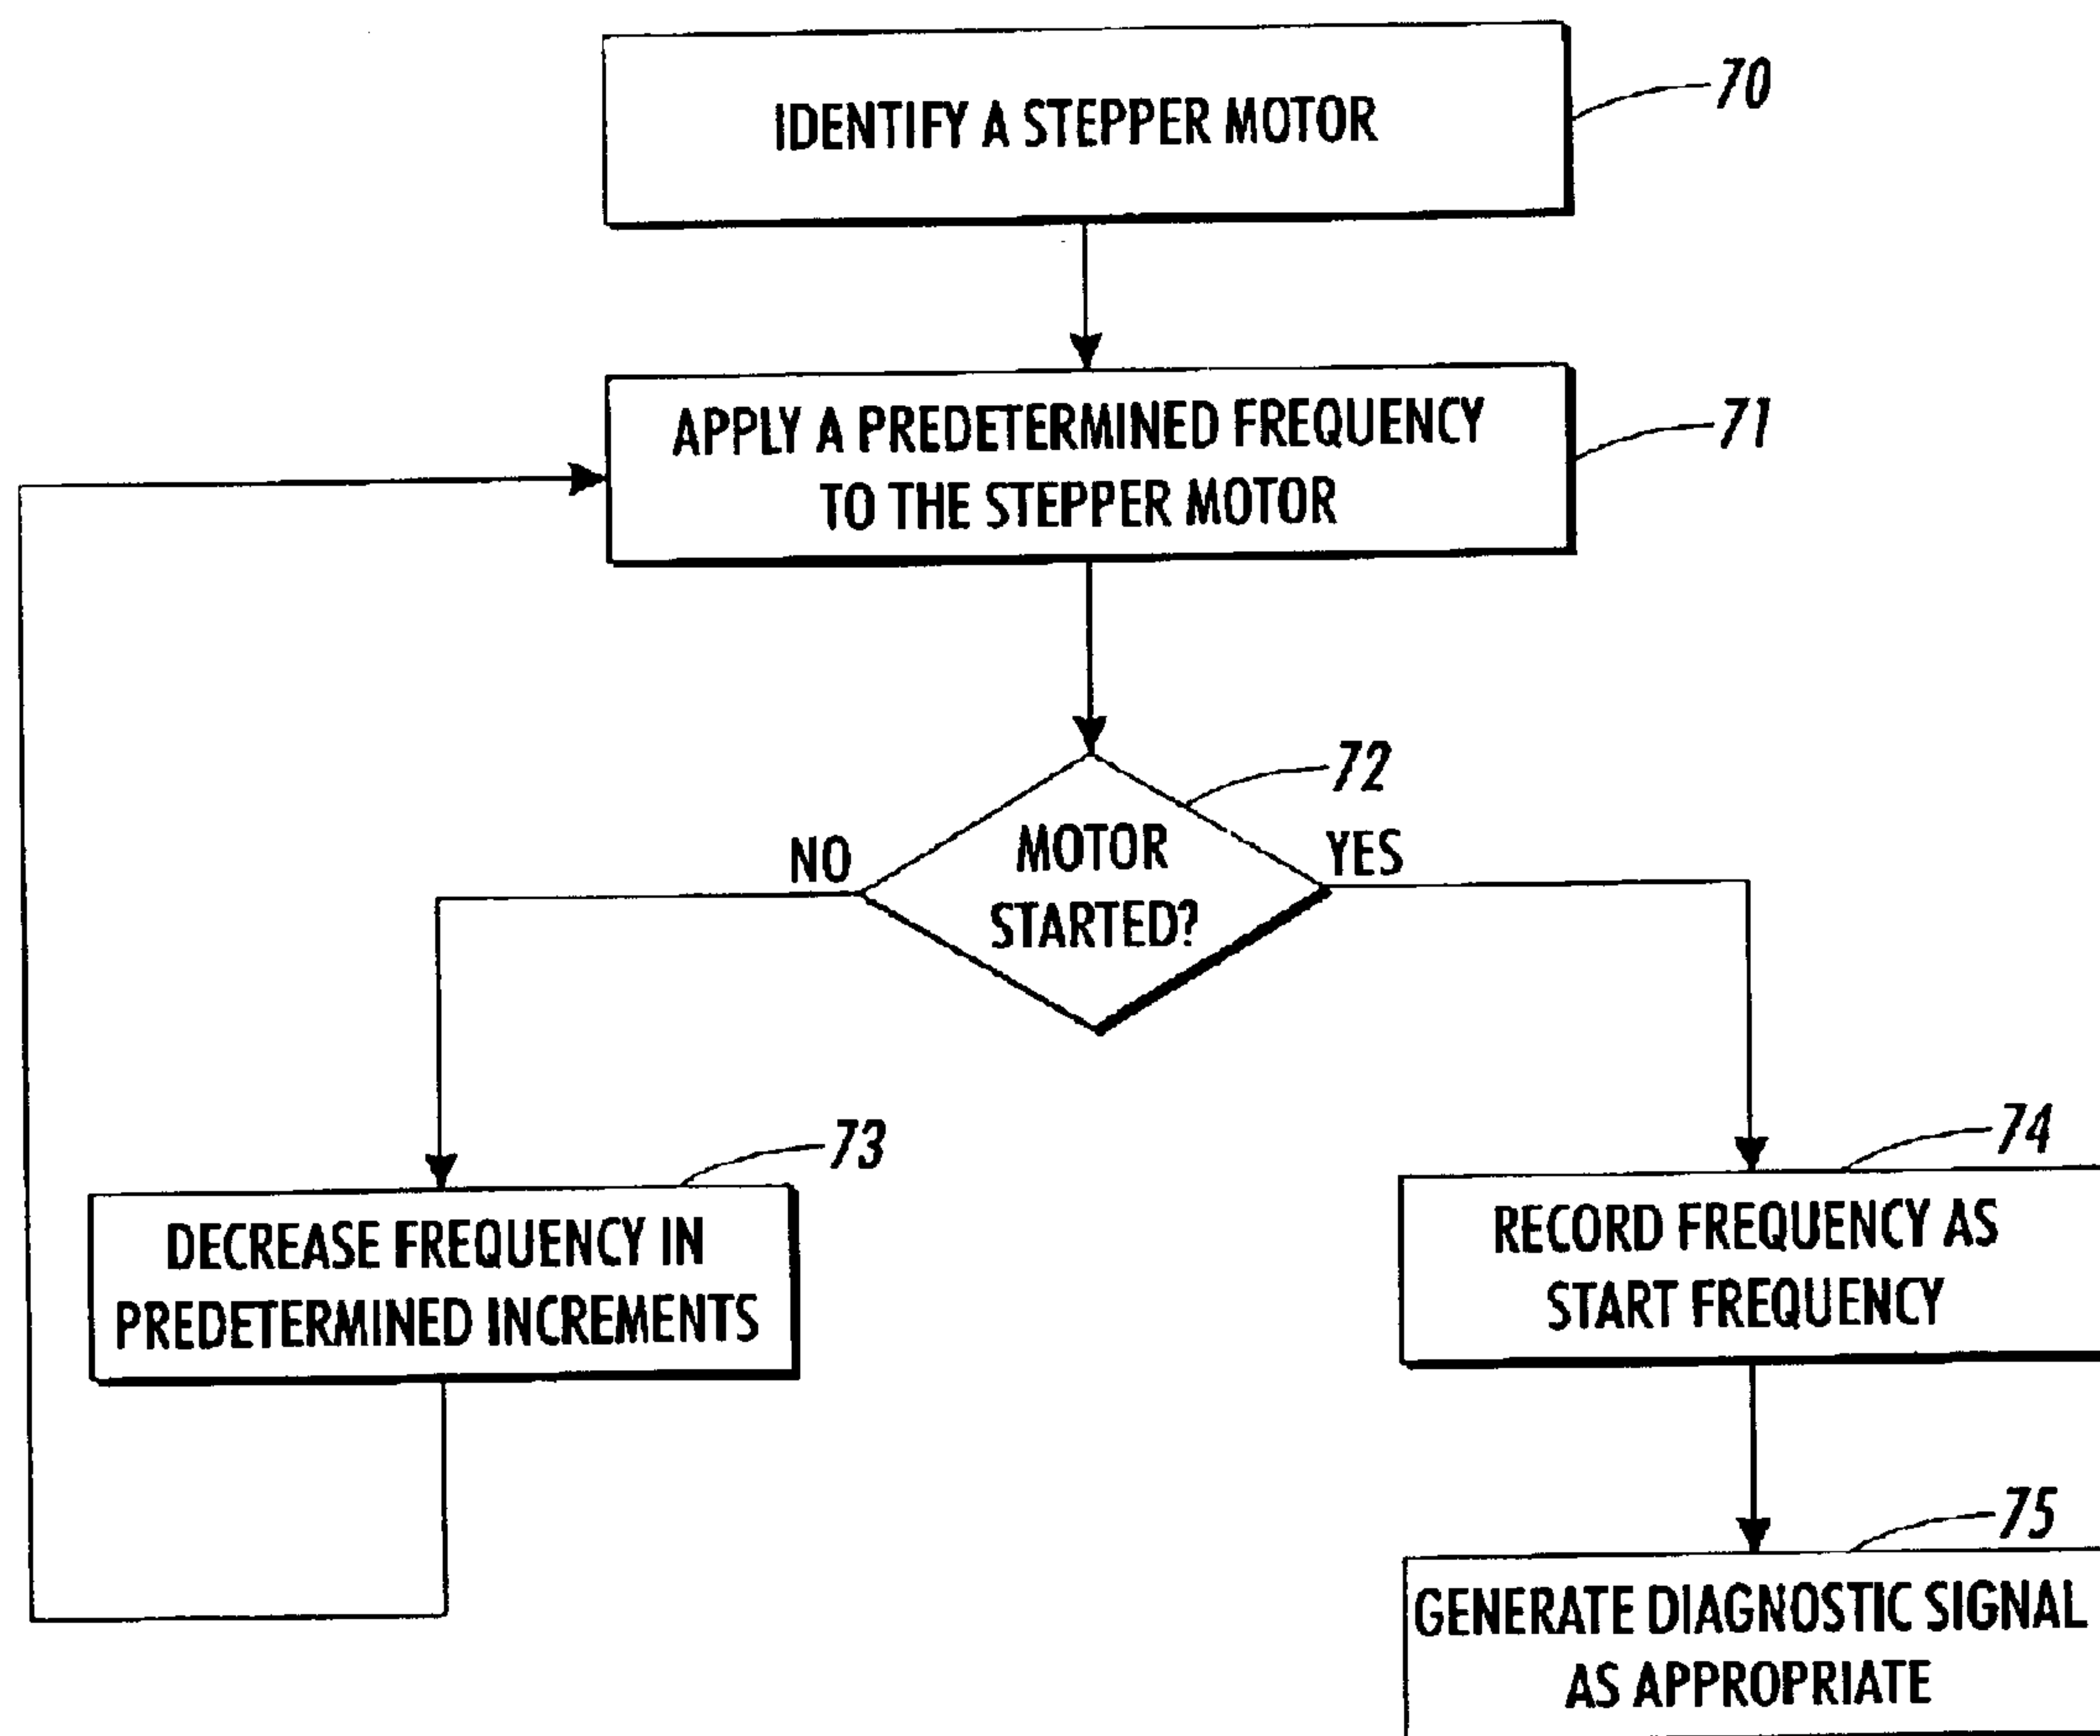 IDENTIFY A STEPPER MOTOR
70
APPLY A PREDETERMINED FREQUENCY
TO THE STEPPER MOTOR
71
72
MOTOR
STARTED?
NO
YES
73
DECREASE FREQUENCY IN
PREDETERMINED INCREMENTS
74
RECORD FREQUENCY AS
START FREQUENCY
75
GENERATE DIAGNOSTIC SIGNAL
AS APPROPRIATE